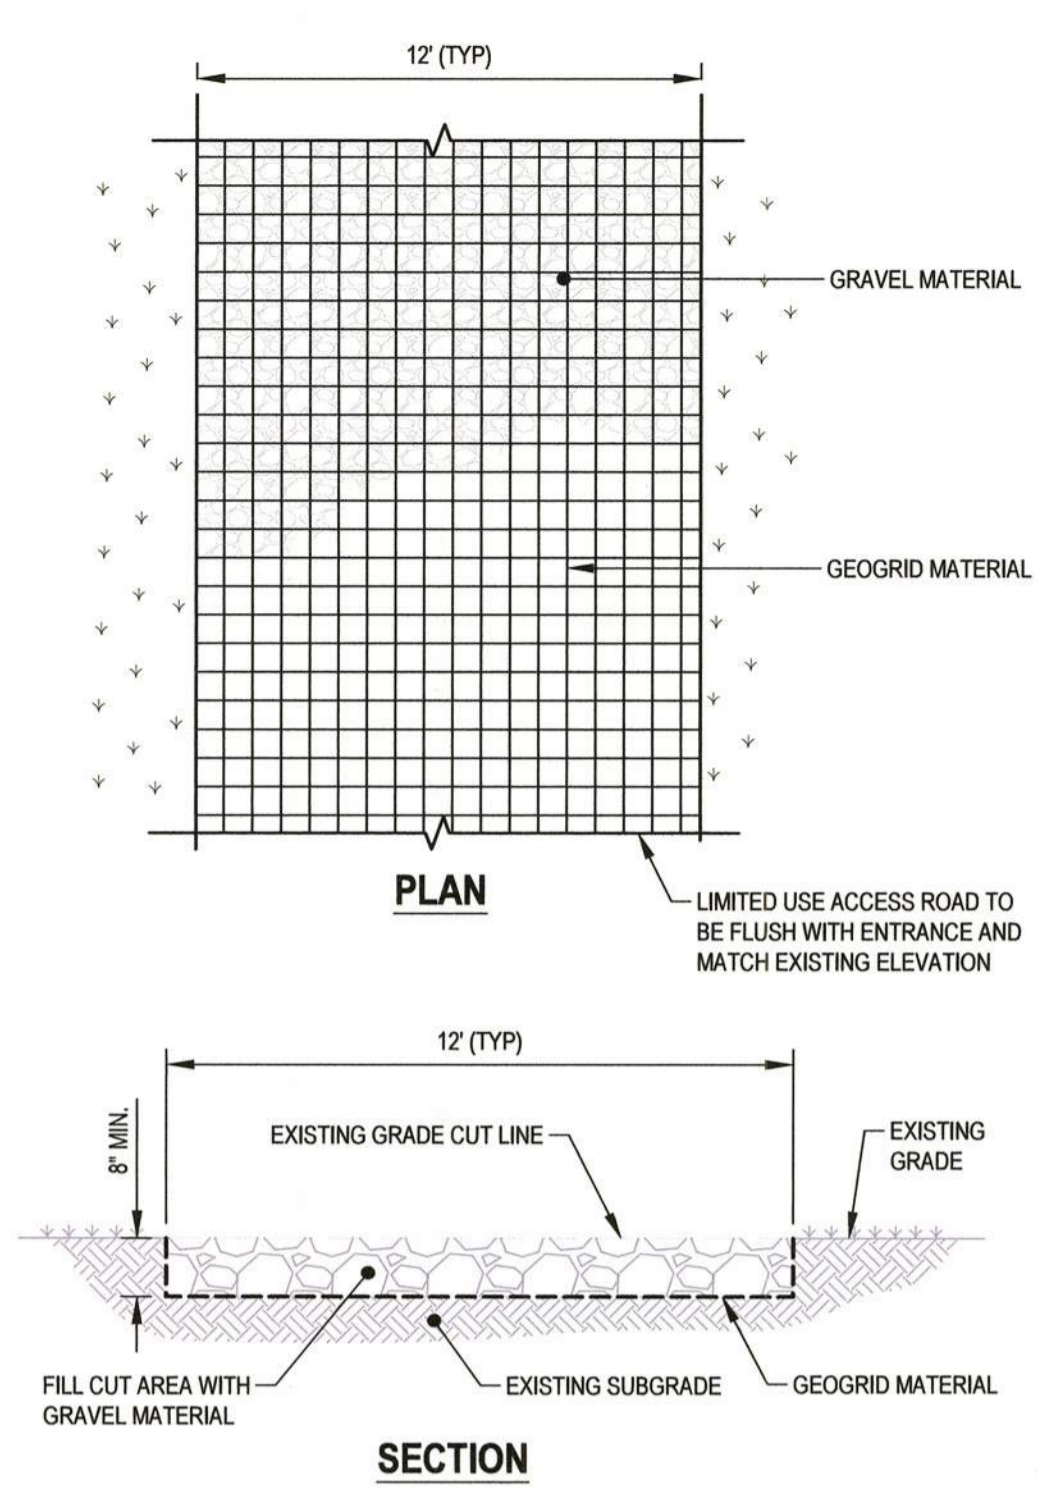 12' (TYP)
GRAVEL MATERIAL
GEOGRID MATERIAL
PLAN
LIMITED USE ACCESS ROAD TO
BE FLUSH WITH ENTRANCE AND
MATCH EXISTING ELEVATION
12' (TYP)
8" MIN.
EXISTING GRADE CUT LINE
EXISTING
GRADE
FILL CUT AREA WITH
GRAVEL MATERIAL
EXISTING SUBGRADE
GEOGRID MATERIAL
SECTION